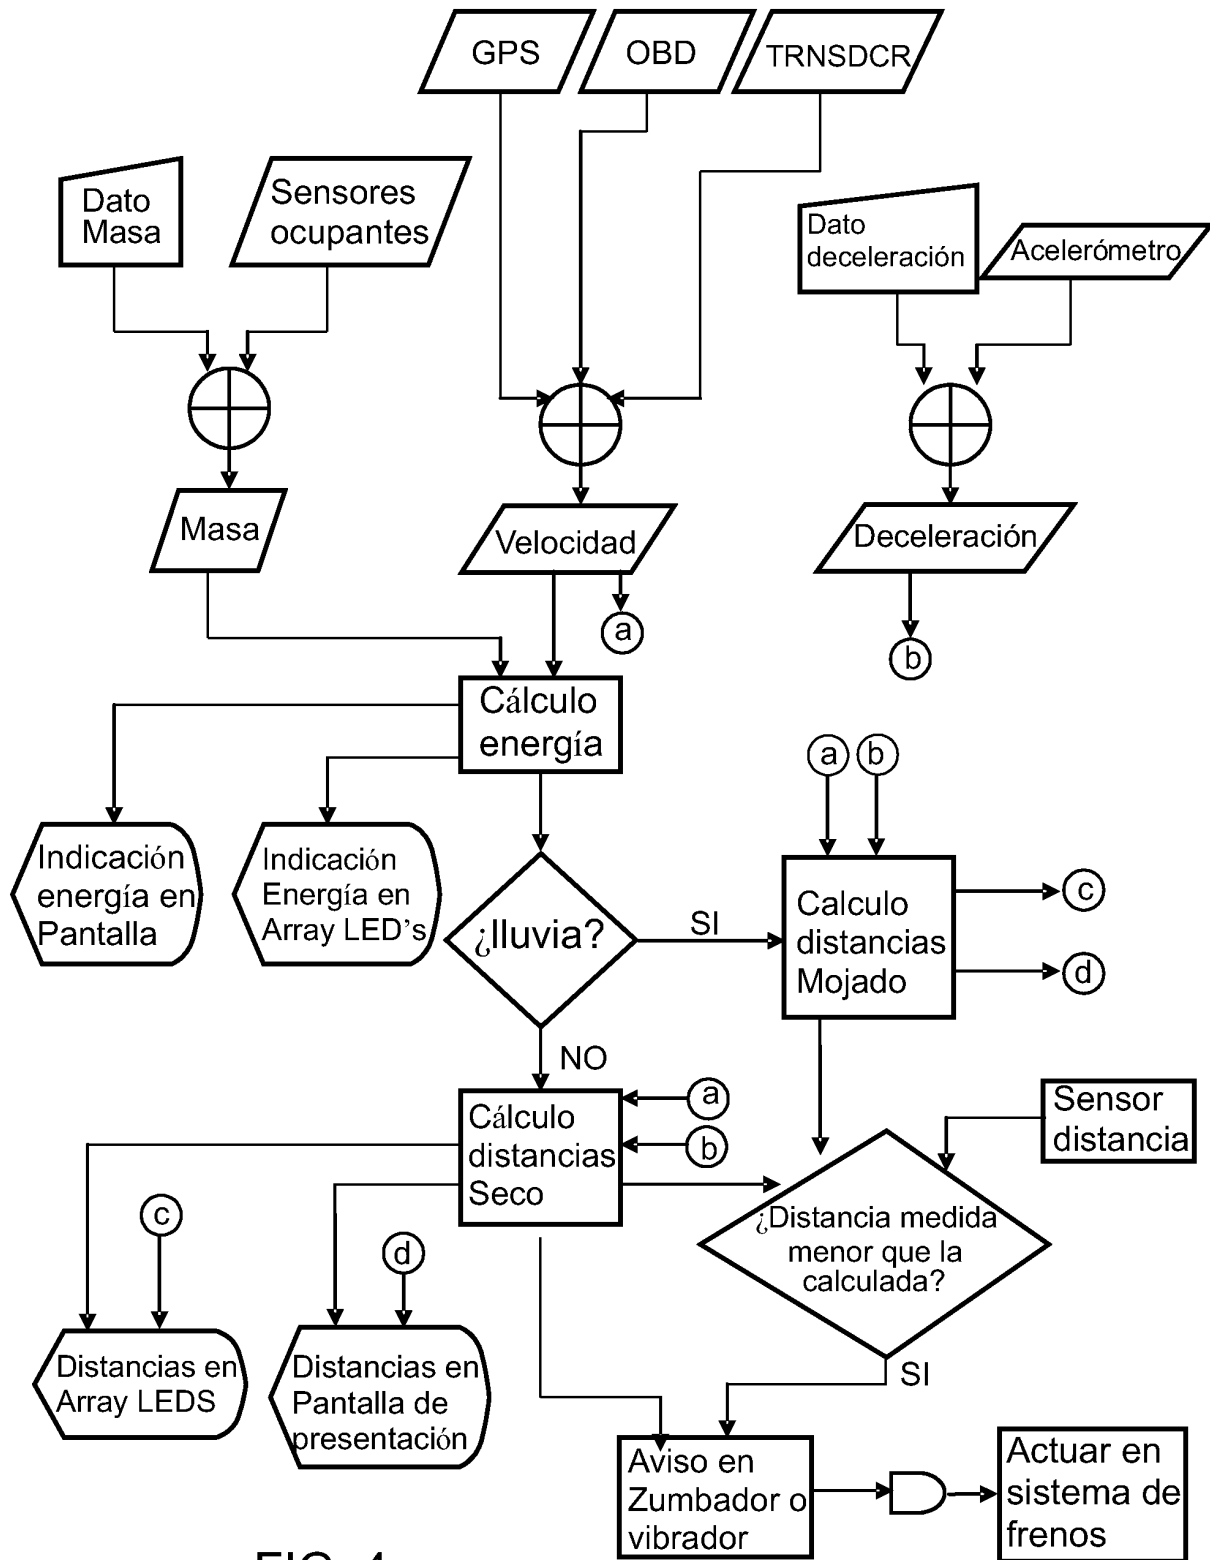 GPS
OBD
TRNSDCR
Dato
Masa
Sensores
ocupantes
Dato
deceleración
Acelerómetro
Masa
Velocidad
Deceleración
a
b
Cálculo
energía
a
b
Indicación
energía en
Pantalla
Indicación
Energía en
Array LED's
¿lluvia?
SI
Calculo
distancias
Mojado
c
d
NO
Cálculo
distancias
Seco
a
b
Sensor
distancia
c
d
¿Distancia medida
menor que la
calculada?
Distancias en
Array LEDS
Distancias en
Pantalla de
presentación
SI
Aviso en
Zumbador o
vibrador
Actuar en
sistema de
frenos